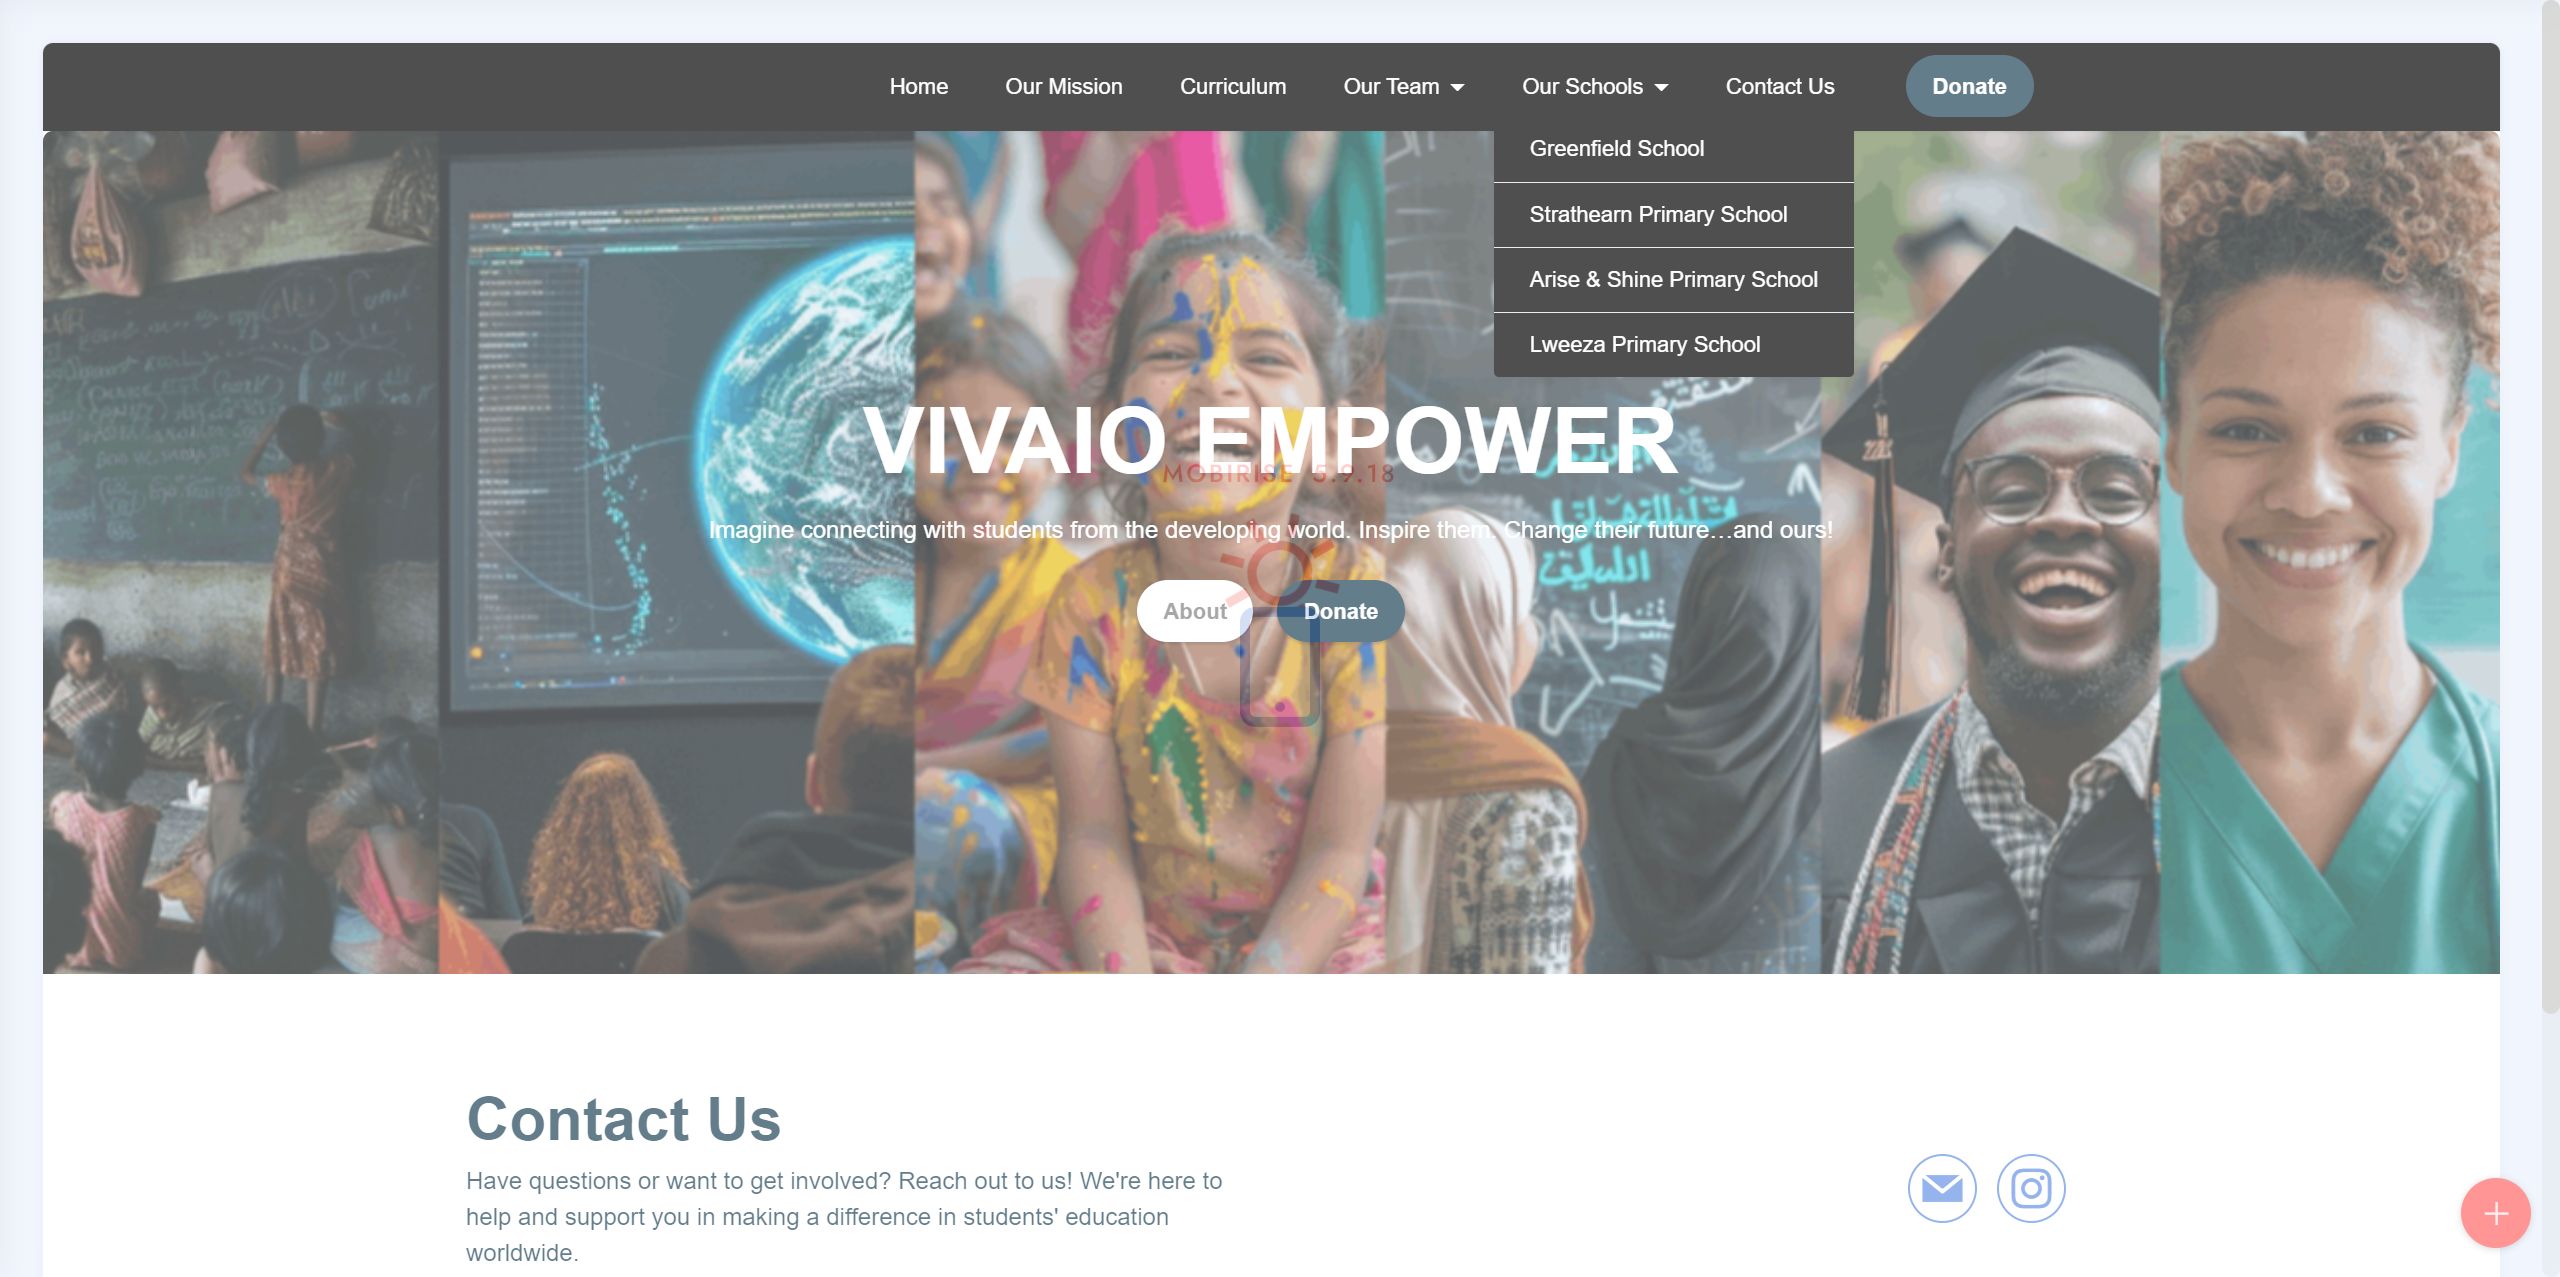 Home Our Mission Curriculum Our Team Our Schools Contact Us Donate
Greenfield School
Strathearn Primary School
Arise & Shine Primary School
Lweeza Primary School
VIVAIO EMPOWER
MOBIRISE 5.9.18
Imagine connecting with students from the developing world. Inspire them. Change their future…and ours!
About Donate
Contact Us
Have questions or want to get involved? Reach out to us! We're here to
help and support you in making a difference in students' education
worldwide.